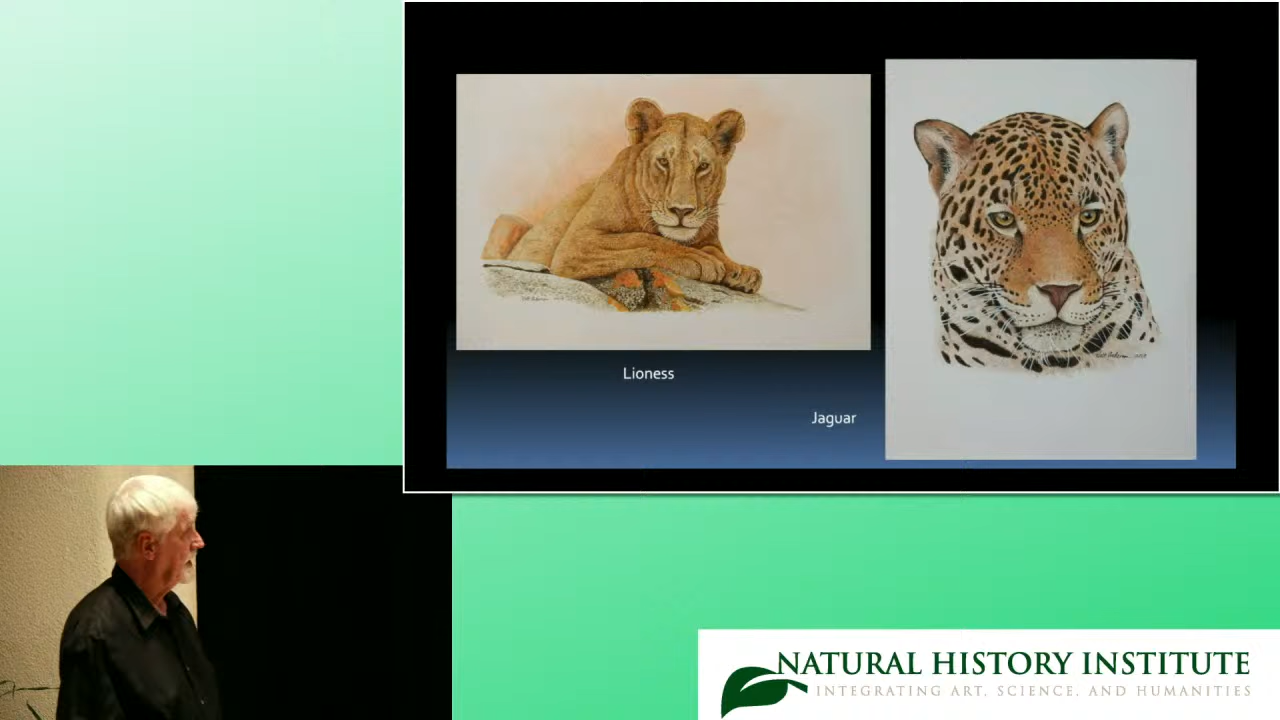 Lioness
Jaguar
NATURAL HISTORY INSTITUTE
INTEGRATING ART, SCIENCE, AND HUMANITIES